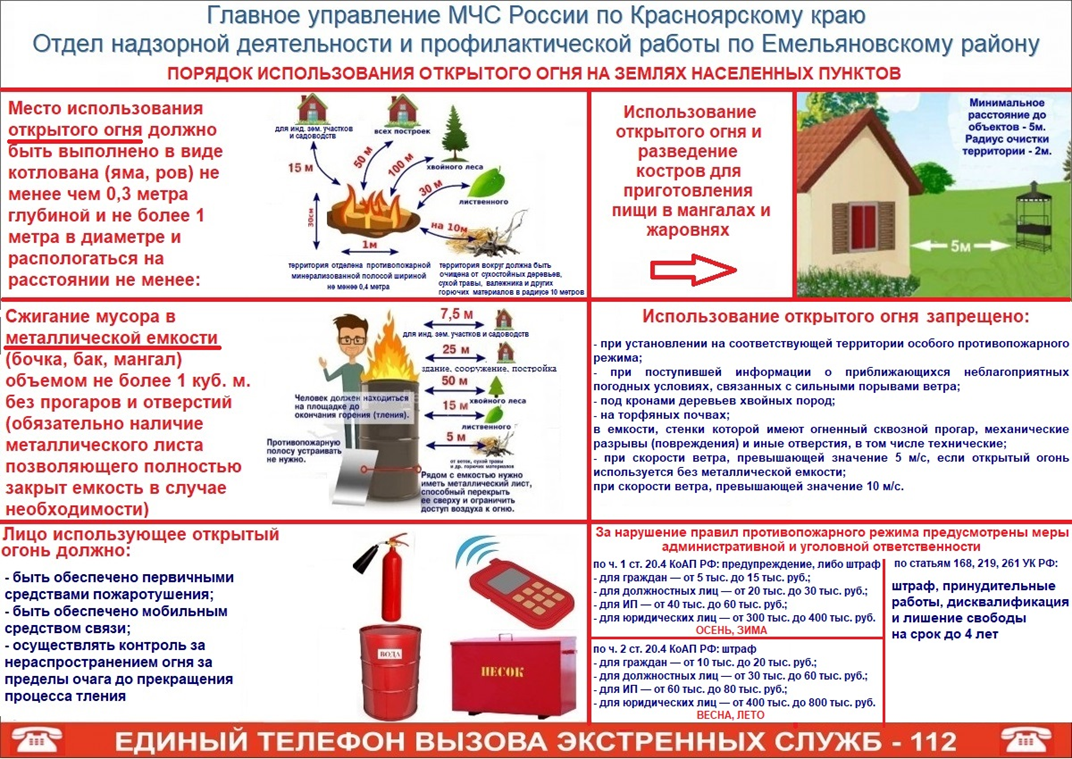 Главное управление МЧС России по Красноярскому краю
Отдел надзорной деятельности и профилактической работы по Емельяновскому району
ПОРЯДОК ИСПОЛЬЗОВАНИЯ ОТКРЫТОГО ОГНЯ НА ЗЕМЛЯХ НАСЕЛЕННЫХ ПУНКТОВ
Место использования
открытого огня должно
быть выполнено в виде
котлована (яма, ров) не
менее чем 0,3 метра
глубиной и не более 1
метра в диаметре и
распологаться на
расстоянии не менее:
для инд. зем. участков
и садоводств
всех построек
хвойного леса
лиственного
15 м
50 м
100 м
30 м
на 10м
30см
1м
территория отделена противопожарной
минерализованной полосой шириной
не менее 0,4 метра
территория вокруг должна быть
очищена от сухостойных деревьев,
сухой травы, валежника и других
горючих материалов в радиусе 10 метров
Использование
открытого огня и
разведение
костров для
приготовления
пищи в мангалах и
жаровнях
Минимальное
расстояние до
объектов - 5м.
Радиус очистки
территории - 2м.
5м
Сжигание мусора в
металлической емкости
(бочка, бак, мангал)
объемом не более 1 куб. м.
без прогаров и отверстий
(обязательно наличие
металлического листа
позволяющего полностью
закрыт емкость в случае
необходимости)
7,5 м
для инд. зем. участков и садоводств
25 м
здание, сооружение, постройка
50 м
хвойного леса
15 м
лиственного
5 м
от веток, сухой травы
и др. горючих материалов
Человек должен находиться
на площадке до
окончания горения (тления).
Противопожарную
полосу устраивать
не нужно.
Рядом с емкостью нужно
иметь металлический лист,
способный перекрыть
ее сверху и ограничить
доступ воздуха к огню.
Использование открытого огня запрещено:
- при установлении на соответствующей территории особого противопожарного
режима;
- при поступившей информации о приближающихся неблагоприятных
погодных условиях, связанных с сильными порывами ветра;
- под кронами деревьев хвойных пород;
- на торфяных почвах;
в емкости, стенки которой имеют огненный сквозной прогар, механические
разрывы (повреждения) и иные отверстия, в том числе технические;
- при скорости ветра, превышающей значение 5 м/с, если открытый огонь
используется без металлической емкости;
при скорости ветра, превышающей значение 10 м/с.
Лицо использующее открытый
огонь должно:
- быть обеспечено первичными
средствами пожаротушения;
- быть обеспечено мобильным
средством связи;
- осуществлять контроль за
нераспространением огня за
пределы очага до прекращения
процесса тления
ВОДА
ПЕСОК
За нарушение правил противопожарного режима предусмотрены меры
административной и уголовной ответственности
по ч. 1 ст. 20.4 КоАП РФ: предупреждение, либо штраф
- для граждан — от 5 тыс. до 15 тыс. руб.;
- для должностных лиц — от 20 тыс. до 30 тыс. руб.;
- для ИП — от 40 тыс. до 60 тыс. руб.;
- для юридических лиц — от 300 тыс. до 400 тыс. руб.
ОСЕНЬ, ЗИМА
по ч. 2 ст. 20.4 КоАП РФ: штраф
- для граждан — от 10 тыс. до 20 тыс. руб.;
- для должностных лиц — от 30 тыс. до 60 тыс. руб.;
- для ИП — от 60 тыс. до 80 тыс. руб.;
- для юридических лиц — от 400 тыс. до 800 тыс. руб.
ВЕСНА, ЛЕТО
по статьям 168, 219, 261 УК РФ:
штраф, принудительные
работы, дисквалификация
и лишение свободы
на срок до 4 лет
ЕДИНЫЙ ТЕЛЕФОН ВЫЗОВА ЭКСТРЕННЫХ СЛУЖБ - 112